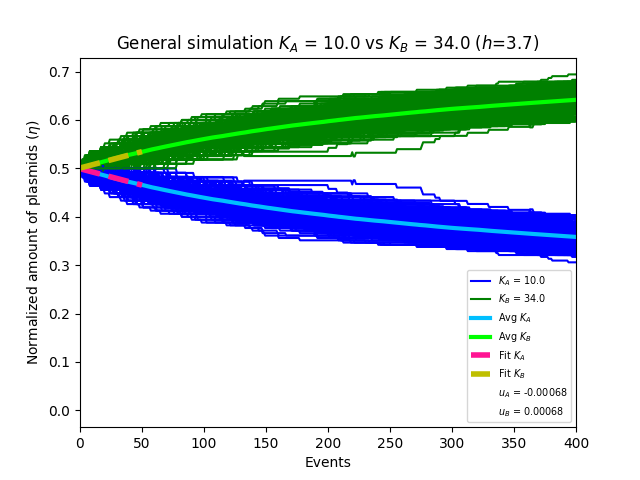 General simulation K_A = 10.0 vs K_B = 34.0 (h=3.7)
Normalized amount of plasmids (η)
0.7
0.6
0.5
0.4
0.3
0.2
0.1
0.0
K_A = 10.0
K_B = 34.0
Avg K_A
Avg K_B
Fit K_A
Fit K_B
u_A = -0.00068
u_B = 0.00068
0 50 100 150 200 250 300 350 400
Events